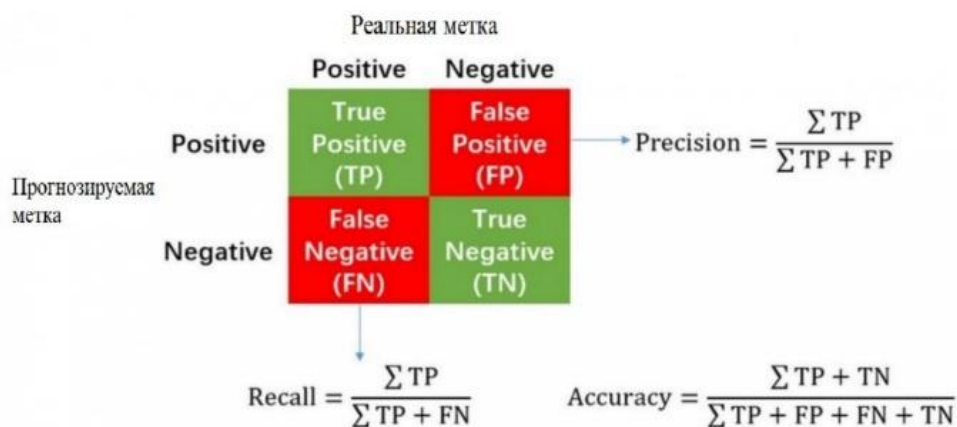 Реальная метка
Positive Negative
Positive
True Positive (TP)
False Positive (FP)
Precision = ∑ TP / ∑ TP + FP
Прогнозируемая
метка
Negative
False Negative (FN)
True Negative (TN)
Recall = ∑ TP / ∑ TP + FN
Accuracy = ∑ TP + TN / ∑ TP + FP + FN + TN